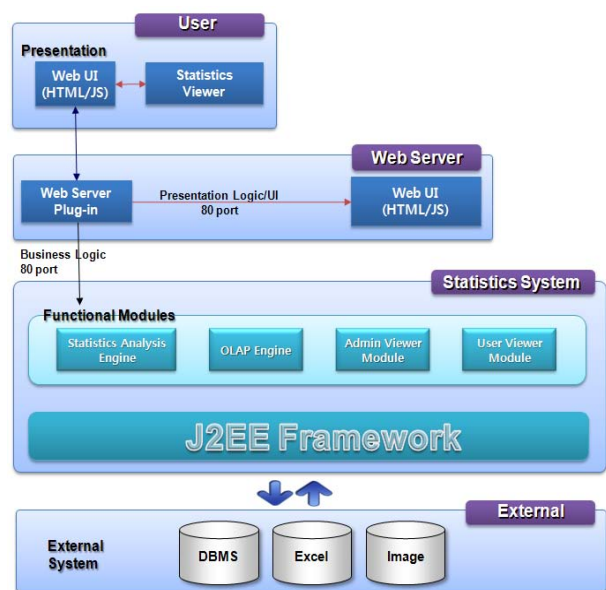 User
Presentation
Web UI
(HTML/JS)
Statistics
Viewer
Web Server
Web Server
Plug-in
Presentation Logic/UI
80 port
Web UI
(HTML/JS)
Business Logic
80 port
Statistics System
Functional Modules
Statistics Analysis
Engine
OLAP Engine
Admin Viewer
Module
User Viewer
Module
J2EE Framework
External
External
System
DBMS
Excel
Image